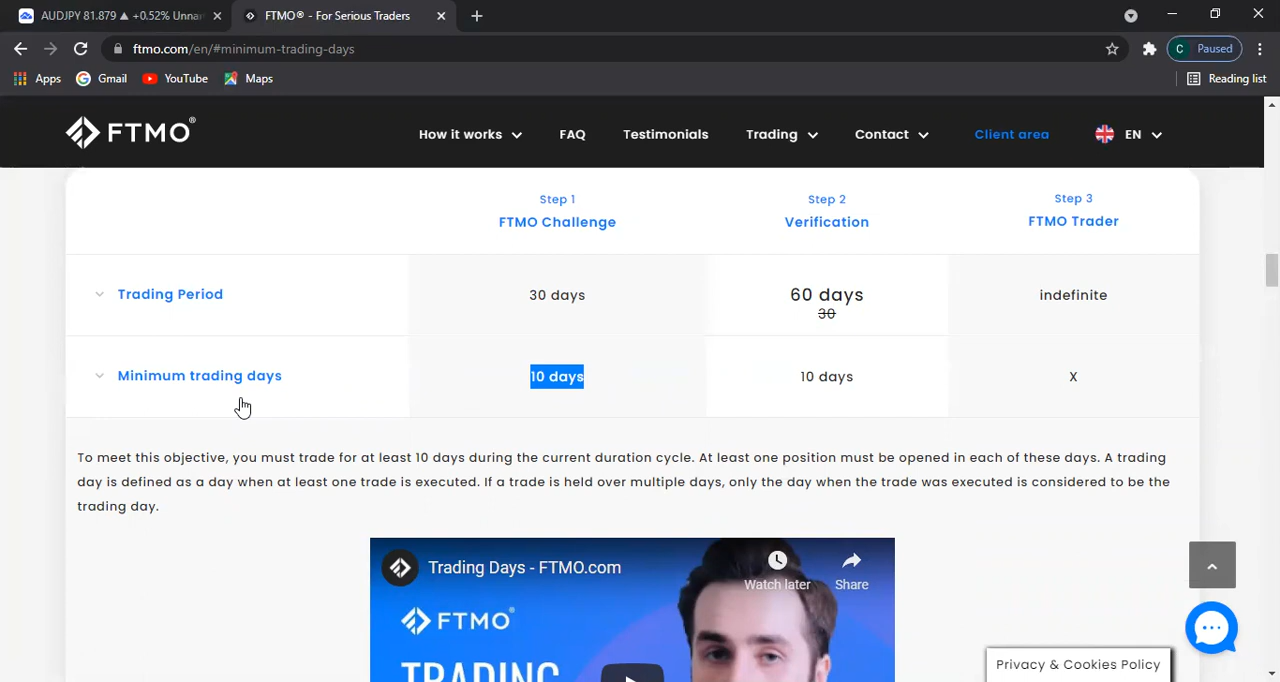 AUDJPY 81.879 ▲ +0.52% Unna
FTMO® - For Serious Traders
ftmo.com/en/#minimum-trading-days
C Paused
Apps Gmail YouTube Maps Reading list
FTMO®
How it works FAQ Testimonials Trading Contact Client area EN
Step 1 Step 2 Step 3
FTMO Challenge Verification FTMO Trader
Trading Period 30 days 60 days indefinite
30
Minimum trading days 10 days 10 days X
To meet this objective, you must trade for at least 10 days during the current duration cycle. At least one position must be opened in each of these days. A trading
day is defined as a day when at least one trade is executed. If a trade is held over multiple days, only the day when the trade was executed is considered to be the
trading day.
Trading Days - FTMO.com
Watch later Share
FTMO®
TRADING
Privacy & Cookies Policy